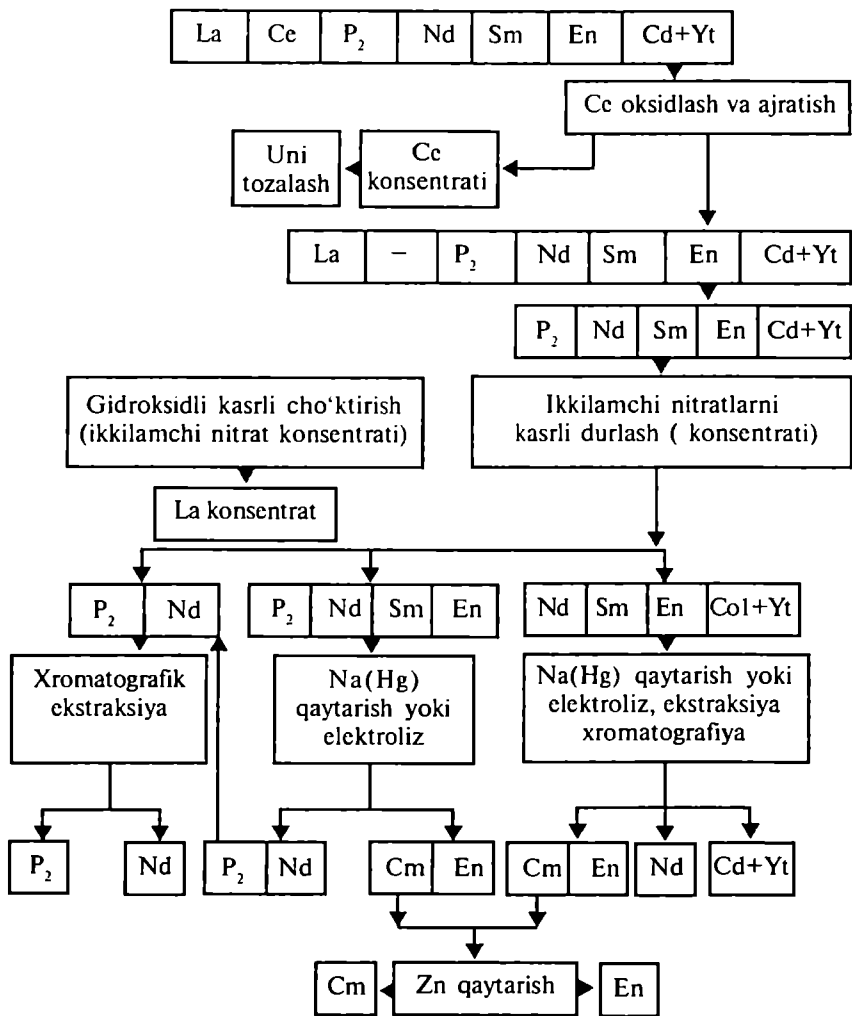 La Ce P₂ Nd Sm En Cd+Yt
Cc oksidlash va ajratish
Uni
tozalash
Cc
konsentrati
La – P₂ Nd Sm En Cd+Yt
P₂ Nd Sm En Cd+Yt
Gidroksidli kasrli cho‘ktirish
(ikkilamchi nitrat konsentrati)
Ikkilamchi nitratlarni
kasrli durlash ( konsentrati)
La konsentrat
P₂ Nd
P₂ Nd Sm En
Nd Sm En Co1+Yt
Xromatografik
ekstraksiya
Na(Hg)
qaytarish yoki
elektroliz
Na(Hg) qaytarish yoki
elektroliz, ekstraksiya
xromatografiya
P₂ Nd P₂ Nd Cm En Cm En Nd Cd+Yt
Cm Zn qaytarish En